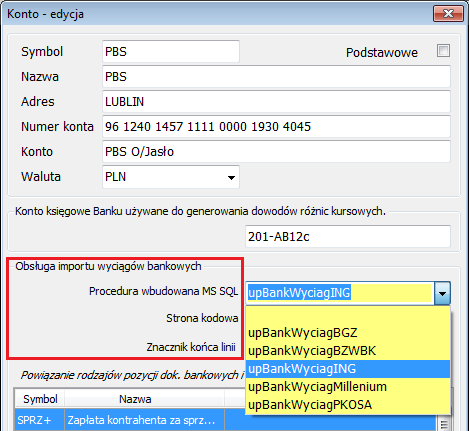 Konto - edycja
Symbol PBS Podstawowe
Nazwa PBS
Adres LUBLIN
Numer konta 96 1240 1457 1111 0000 1930 4045
Konto PBS O/Jasło
Waluta PLN
Konto księgowe Banku używane do generowania dowodów różnic kursowych.
201-AB12c
Obsługa importu wyciągów bankowych
Procedura wbudowana MS SQL upBankWyciagING
Strona kodowa
Znacznik końca linii
upBankWyciagBGZ
upBankWyciagBZWBK
upBankWyciagING
upBankWyciagMillenium
upBankWyciagPKOSA
Powiązanie rodzajów pozycji dok. bankowych i
Symbol Nazwa
SPRZ+ Zapłata kontrahenta za sprz...